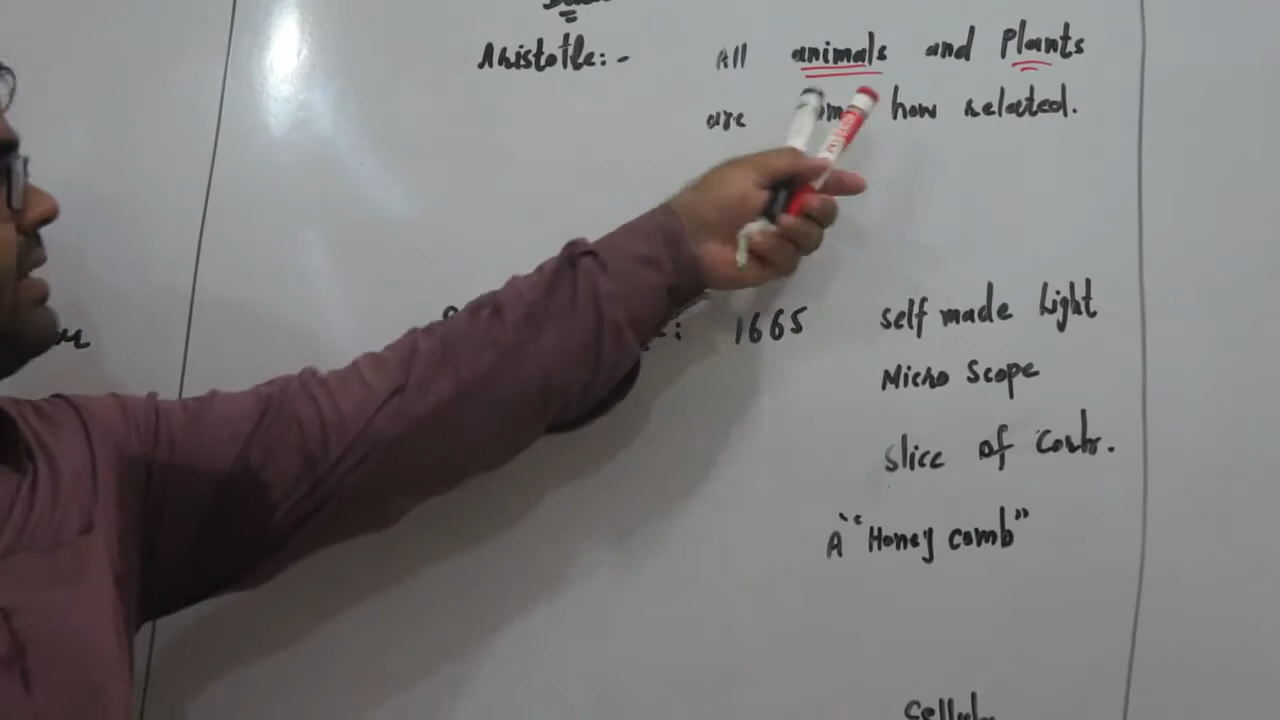 Aristotle:- All animals and Plants
are how related.
1665 self made Light
Micro Scope
slice of Cork.
A "Honey comb"